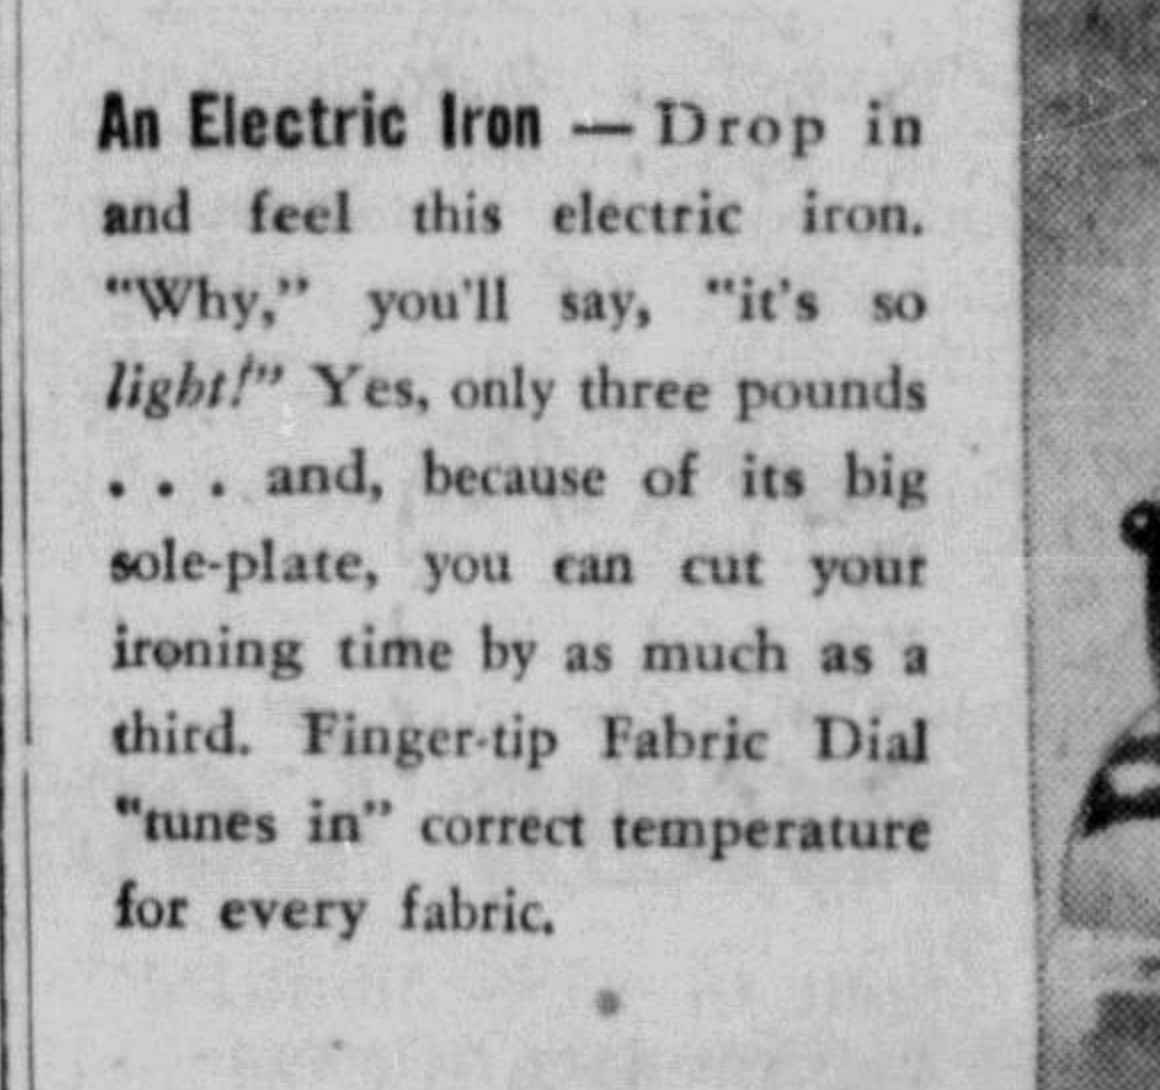 An Electric Iron — Drop in
and feel this electric iron.
“Why,” you'll say, “it's so
light!” Yes, only three pounds
. . . and, because of its big
sole-plate, you can cut your
ironing time by as much as a
third. Finger-tip Fabric Dial
“tunes in” correct temperature
for every fabric.